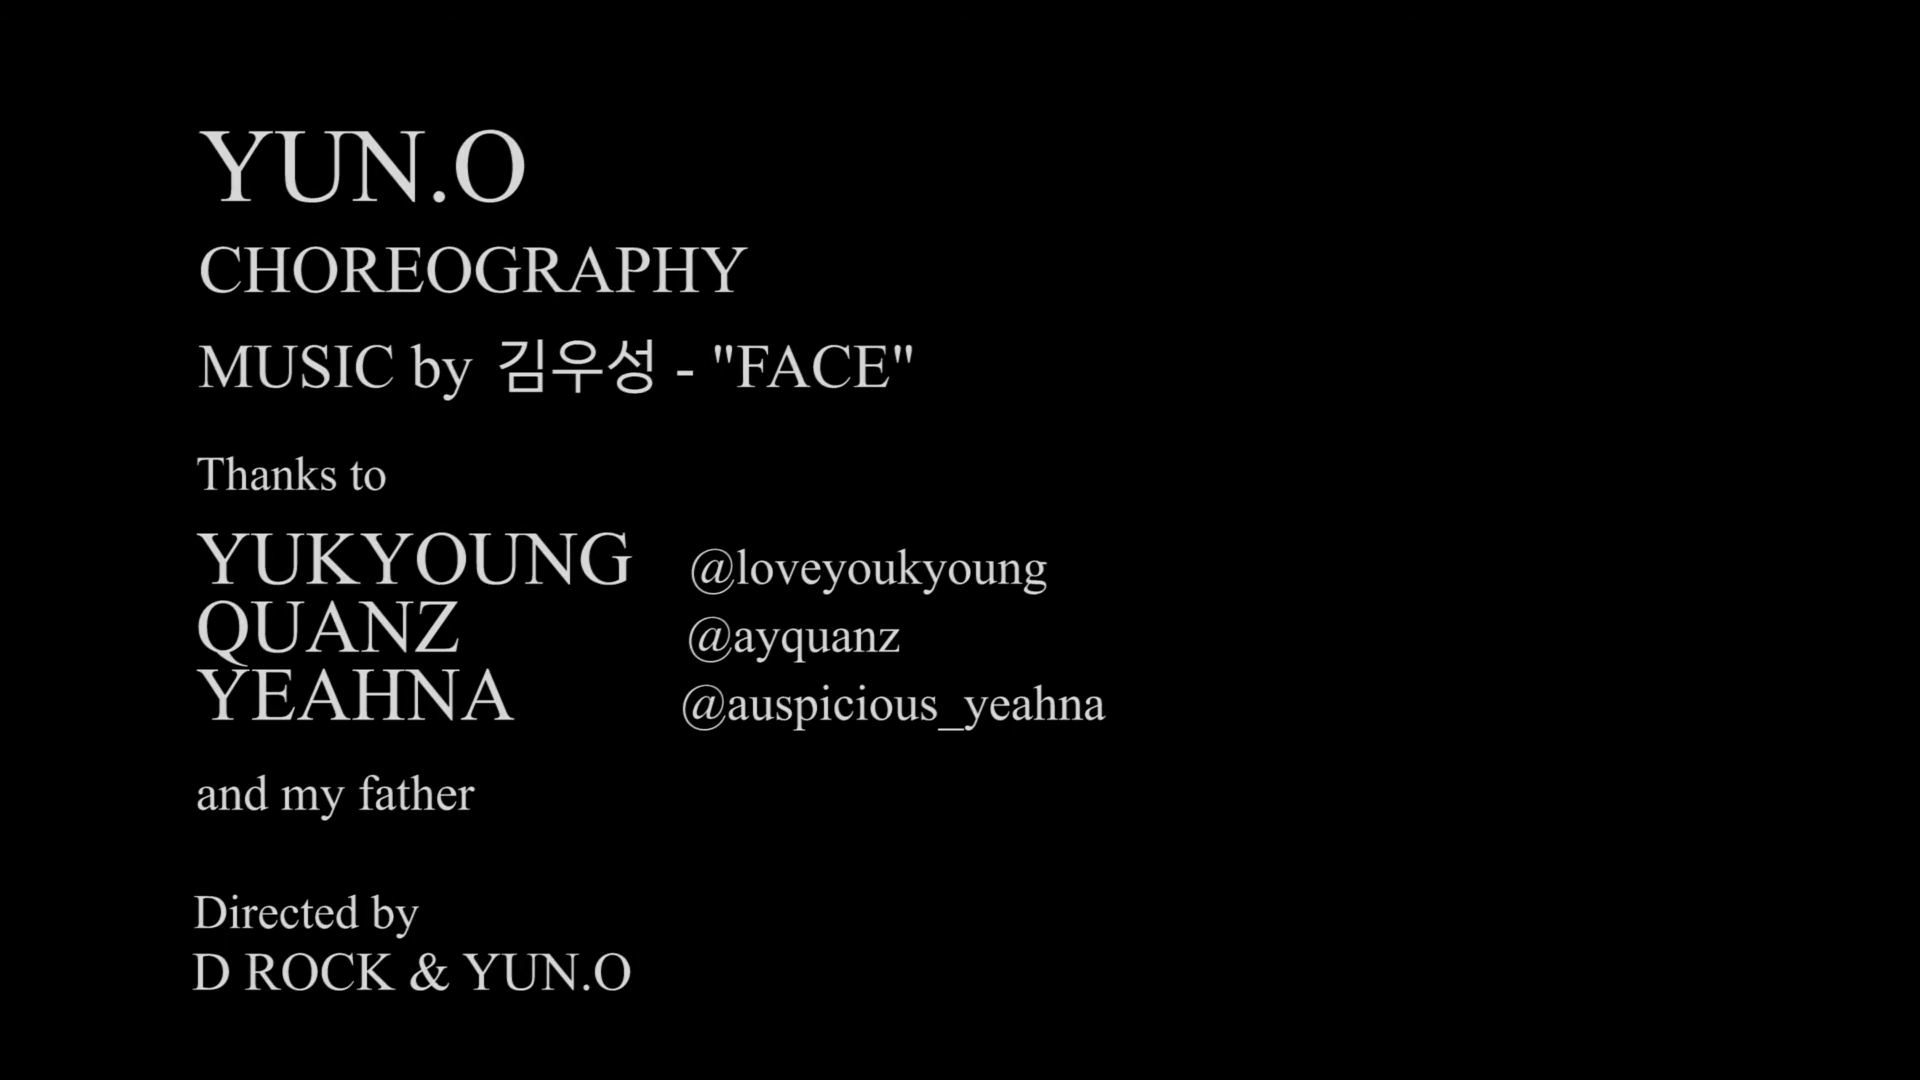 YUN.O
CHOREOGRAPHY
MUSIC by 김우성 - "FACE"
Thanks to
YUKYOUNG @loveyoukyoung
QUANZ @ayquanz
YEAHNA @auspicious_yeahna
and my father
Directed by
D ROCK & YUN.O